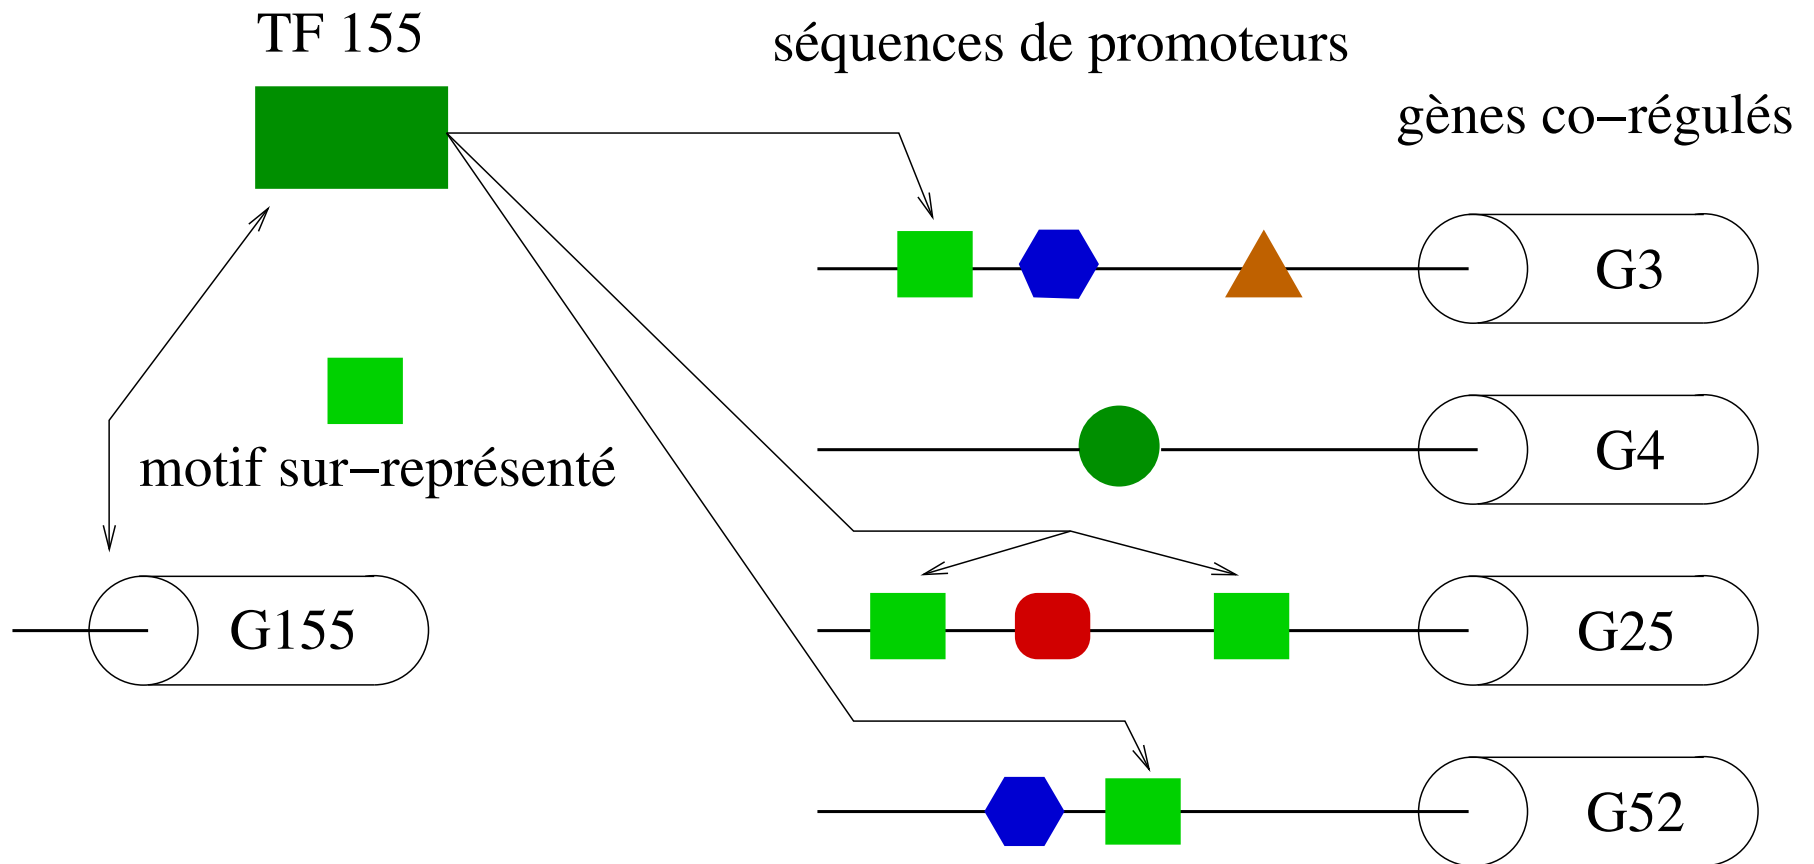 TF 155
séquences de promoteurs
gènes co−régulés
G3
motif sur−représenté
G4
G155
G25
G52